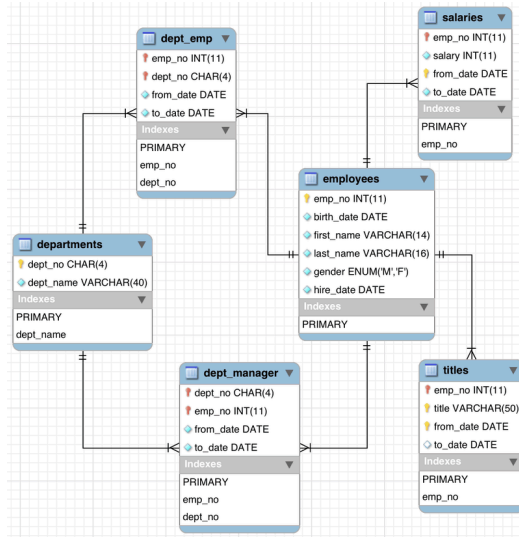 salaries
emp_no INT(11)
salary INT(11)
from_date DATE
to_date DATE
Indexes
PRIMARY
emp_no
dept_emp
emp_no INT(11)
dept_no CHAR(4)
from_date DATE
to_date DATE
Indexes
PRIMARY
emp_no
dept_no
employees
emp_no INT(11)
birth_date DATE
first_name VARCHAR(14)
last_name VARCHAR(16)
gender ENUM('M','F')
hire_date DATE
Indexes
PRIMARY
departments
dept_no CHAR(4)
dept_name VARCHAR(40)
Indexes
PRIMARY
dept_name
dept_manager
dept_no CHAR(4)
emp_no INT(11)
from_date DATE
to_date DATE
Indexes
PRIMARY
emp_no
dept_no
titles
emp_no INT(11)
title VARCHAR(50)
from_date DATE
to_date DATE
Indexes
PRIMARY
emp_no